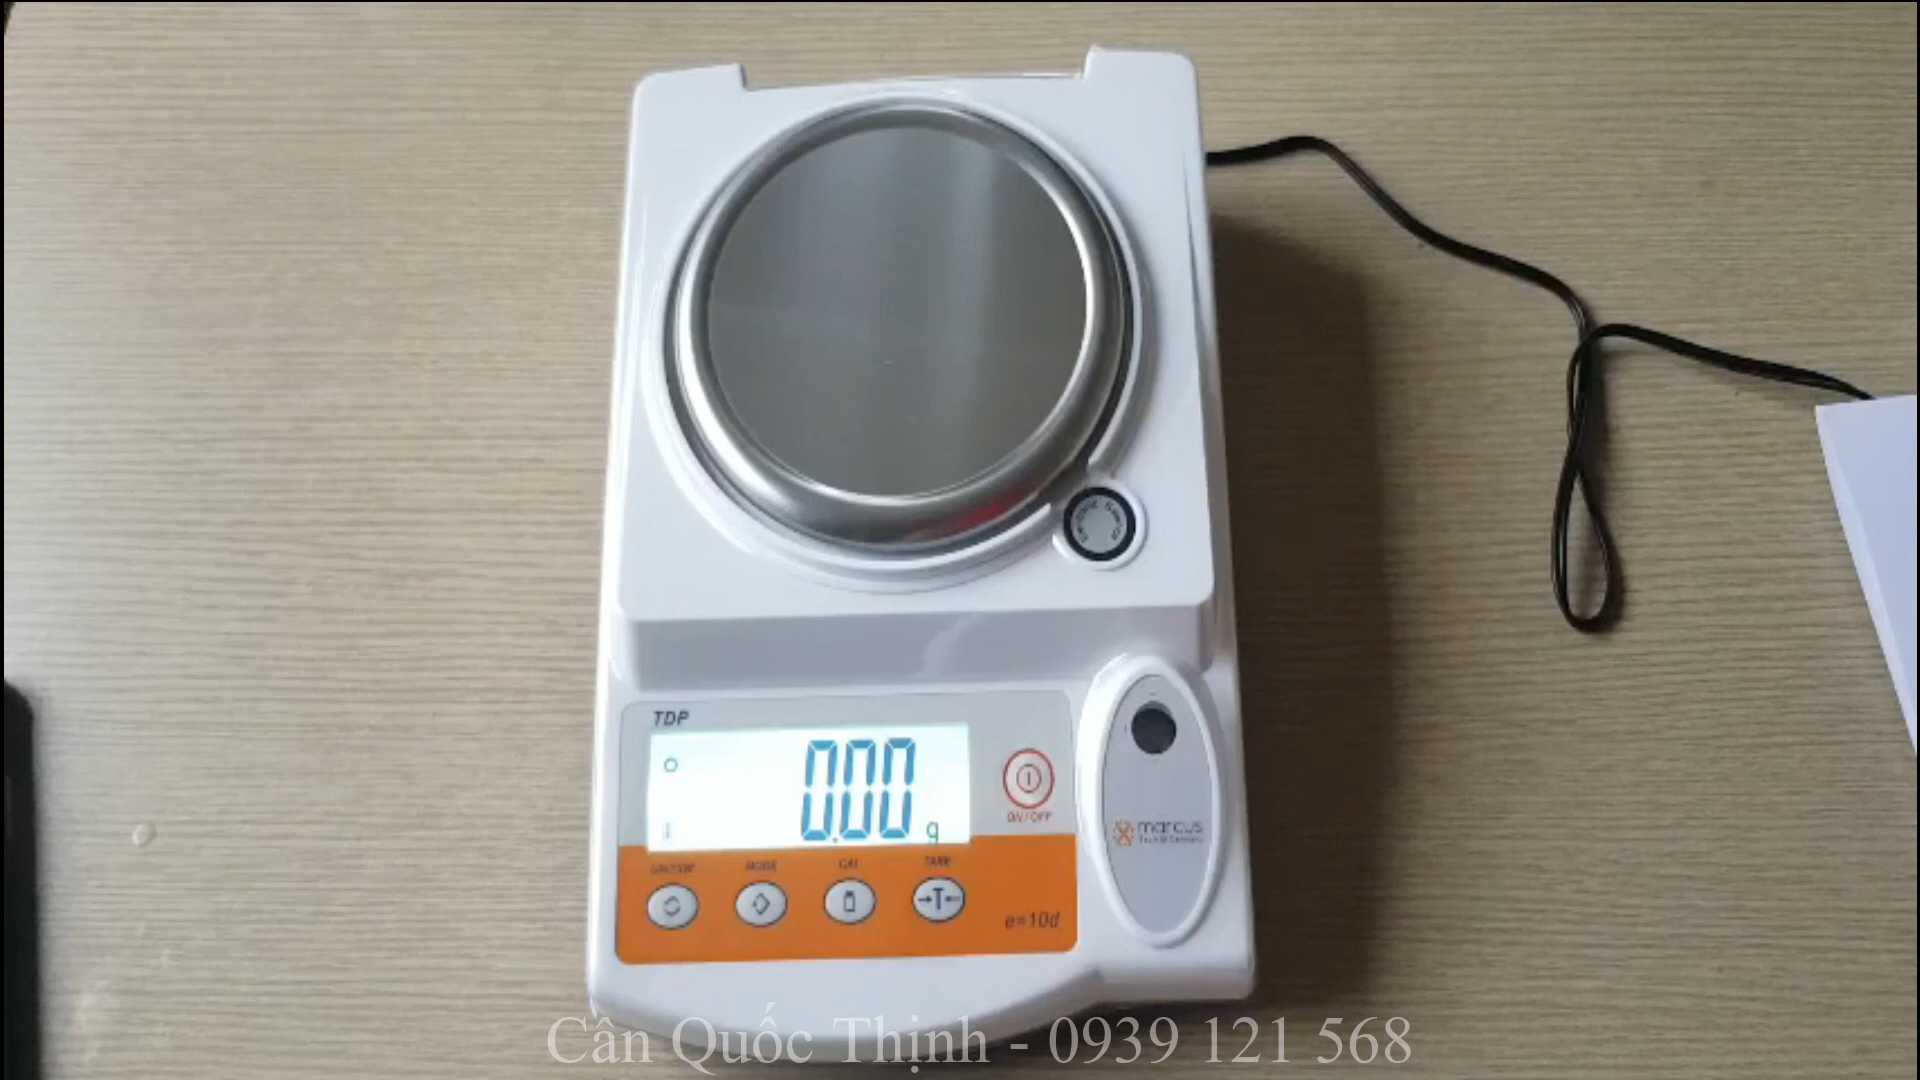 TDP
0.00 g
ON/OFF
MODE
CAL
TARE
→T←
e=10d
marcus
Cân Quốc Thịnh - 0939 121 568